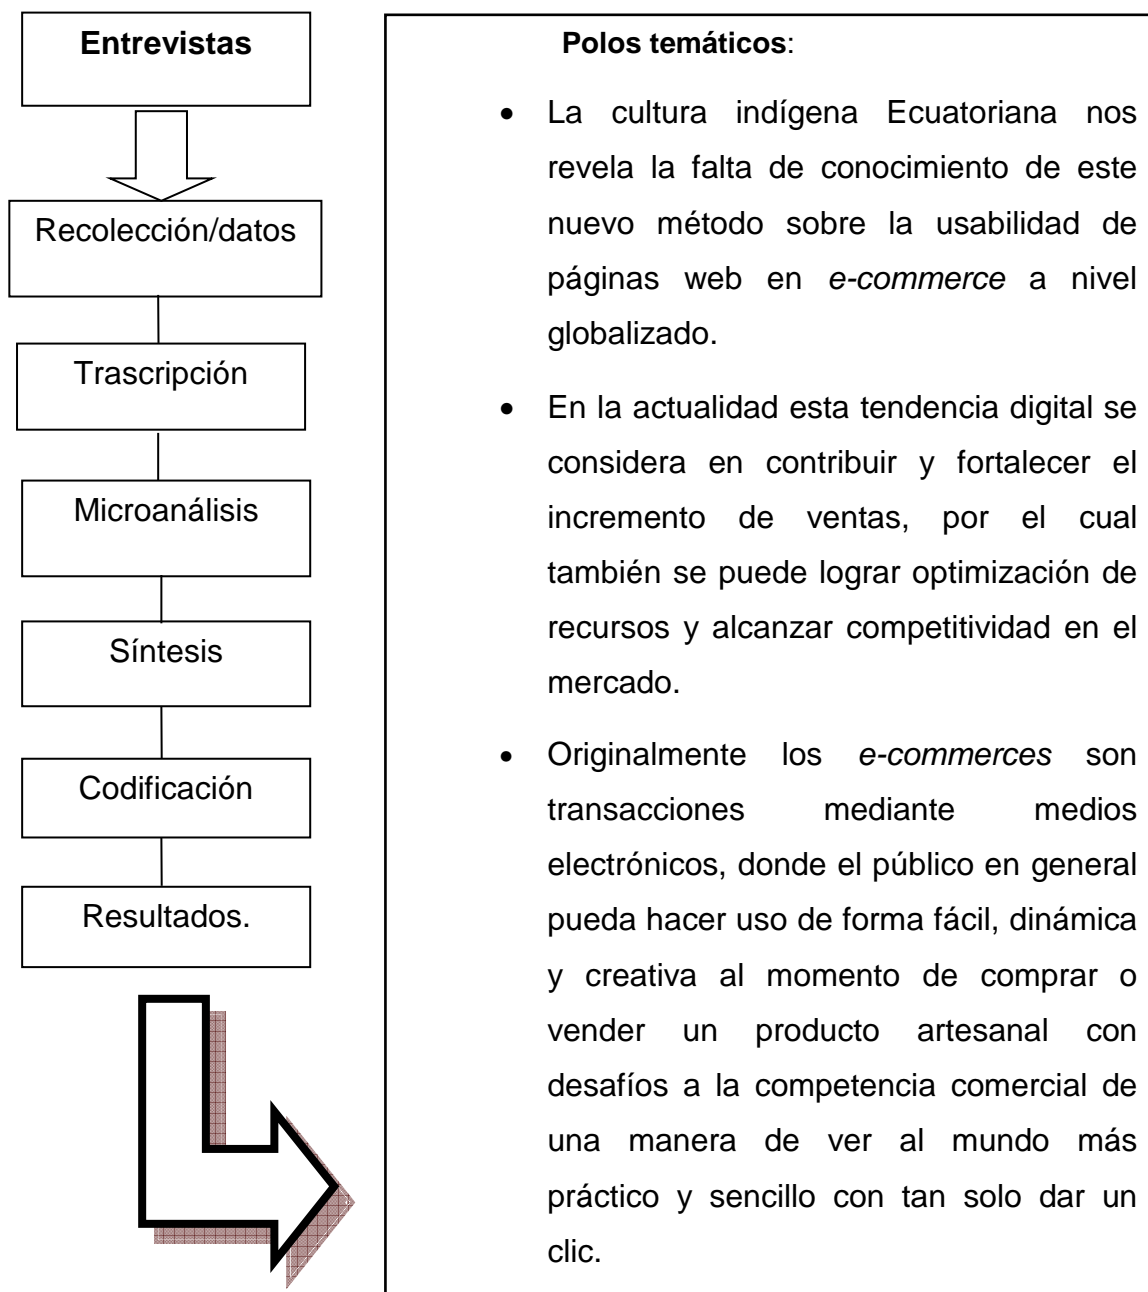 Entrevistas
Recolección/datos
Trascripción
Microanálisis
Síntesis
Codificación
Resultados.
Polos temáticos:
• La cultura indígena Ecuatoriana nos
revela la falta de conocimiento de este
nuevo método sobre la usabilidad de
páginas web en e-commerce a nivel
globalizado.
• En la actualidad esta tendencia digital se
considera en contribuir y fortalecer el
incremento de ventas, por el cual
también se puede lograr optimización de
recursos y alcanzar competitividad en el
mercado.
• Originalmente los e-commerces son
transacciones mediante medios
electrónicos, donde el público en general
pueda hacer uso de forma fácil, dinámica
y creativa al momento de comprar o
vender un producto artesanal con
desafíos a la competencia comercial de
una manera de ver al mundo más
práctico y sencillo con tan solo dar un
clic.